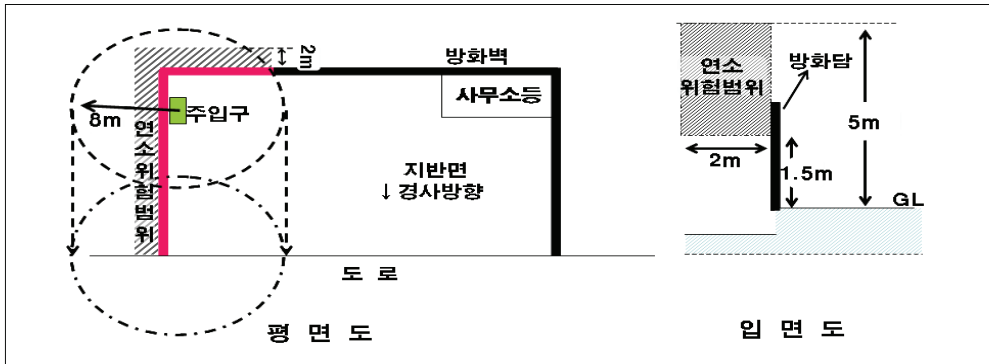 2m
방화벽
사무소등
주입구
8m
연소위험범위
지반면
↓경사방향
도 로
평 면 도
연소
위험범위
방화담
5m
2m
1.5m
GL
입 면 도